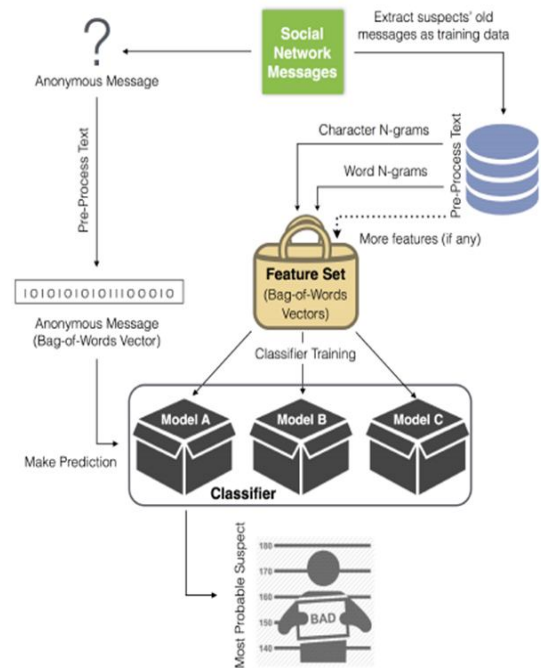 Social
Network
Messages
Extract suspects' old
messages as training data
?
Anonymous Message
Pre-Process Text
Character N-grams
Word N-grams
Pre-Process Text
More features (if any)
Feature Set
(Bag-of-Words
Vectors)
101010101011100010
Anonymous Message
(Bag-of-Words Vector)
Classifier Training
Model A
Model B
Model C
Make Prediction
Classifier
Most Probable Suspect
180
170
160
150
140
BAD